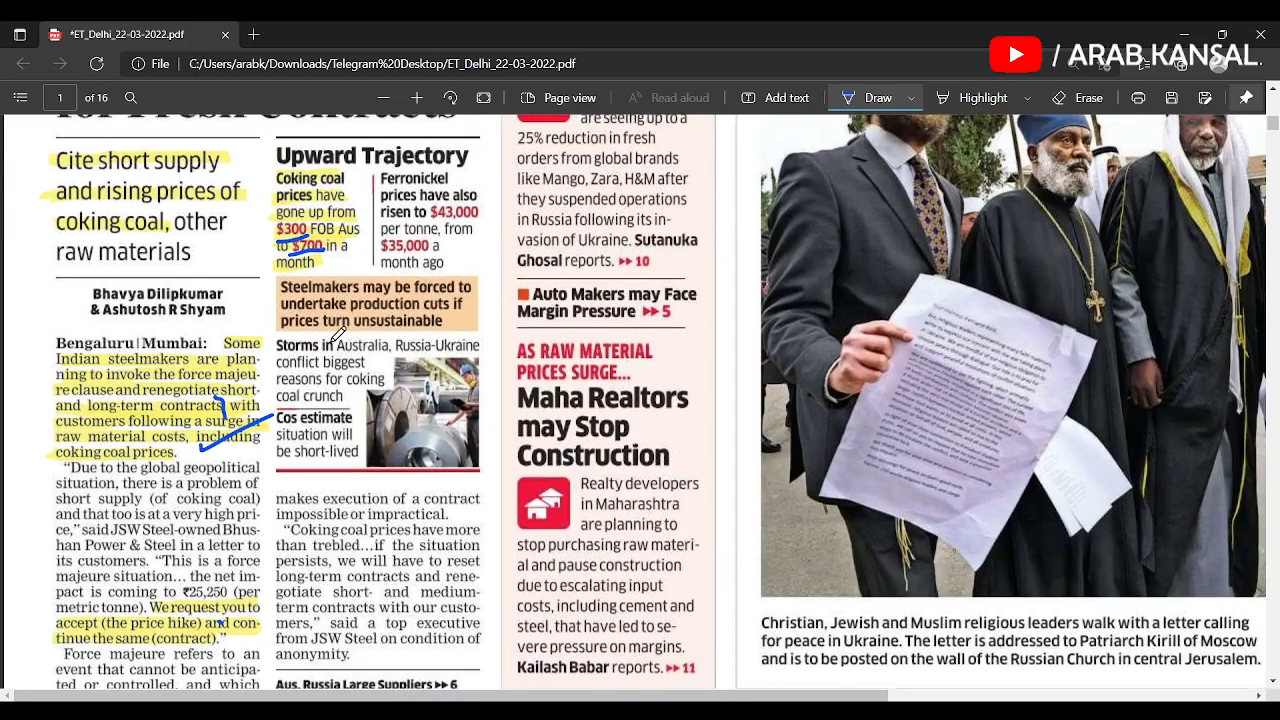 *ET_Delhi_22-03-2022.pdf
/ ARAB KANSAL
File
C:/Users/arabk/Downloads/Telegram%20Desktop/ET_Delhi_22-03-2022.pdf
1 of 16
Page view
Read aloud
Add text
Draw
Highlight
Erase
for Fresh Contracts
Cite short supply
and rising prices of
coking coal, other
raw materials
Bhavya Dilipkumar
& Ashutosh R Shyam
Bengaluru | Mumbai: Some
Indian steelmakers are plan-
ning to invoke the force majeu-
re clause and renegotiate short-
and long-term contracts with
customers following a surge in
raw material costs, including
coking coal prices.
"Due to the global geopolitical
situation, there is a problem of
short supply (of coking coal)
and that too is at a very high pri-
ce," said JSW Steel-owned Bhus-
han Power & Steel in a letter to
its customers. "This is a force
majeure situation... the net im-
pact is coming to ₹25,250 (per
metric tonne). We request you to
accept (the price hike) and con-
tinue the same (contract)."
Force majeure refers to an
event that cannot be anticipa-
ted or controlled, and which
Upward Trajectory
Coking coal
prices have
gone up from
$300 FOB Aus
to $700 in a
month
Ferronickel
prices have also
risen to $43,000
per tonne, from
$35,000 a
month ago
Steelmakers may be forced to
undertake production cuts if
prices turn unsustainable
Storms in Australia, Russia-Ukraine
conflict biggest
reasons for coking
coal crunch
Cos estimate
situation will
be short-lived
makes execution of a contract
impossible or impractical.
"Coking coal prices have more
than trebled...if the situation
persists, we will have to reset
long-term contracts and rene-
gotiate short- and medium-
term contracts with our custo-
mers," said a top executive
from JSW Steel on condition of
anonymity.
Aus, Russia Large Suppliers ▸▸ 6
are seeing up to a
25% reduction in fresh
orders from global brands
like Mango, Zara, H&M after
they suspended operations
in Russia following its in-
vasion of Ukraine. Sutanuka
Ghosal reports. ▸▸ 10
Auto Makers may Face
Margin Pressure ▸▸ 5
AS RAW MATERIAL
PRICES SURGE...
Maha Realtors
may Stop
Construction
Realty developers
in Maharashtra
are planning to
stop purchasing raw materi-
al and pause construction
due to escalating input
costs, including cement and
steel, that have led to se-
vere pressure on margins.
Kailash Babar reports. ▸▸ 11
Christian, Jewish and Muslim religious leaders walk with a letter calling
for peace in Ukraine. The letter is addressed to Patriarch Kirill of Moscow
and is to be posted on the wall of the Russian Church in central Jerusalem.